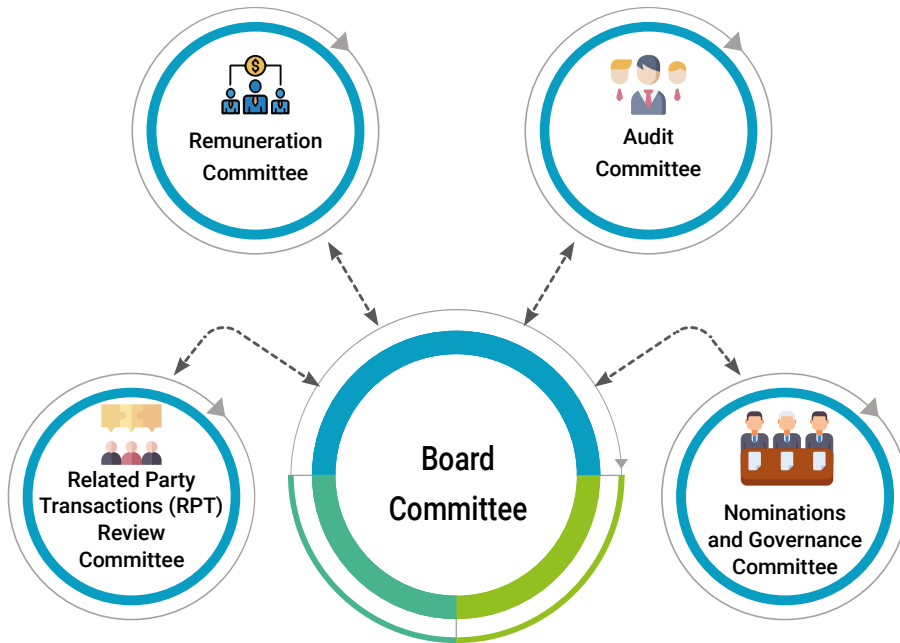 Remuneration
Committee
Audit
Committee
Related Party
Transactions (RPT)
Review
Committee
Board
Committee
Nominations
and Governance
Committee